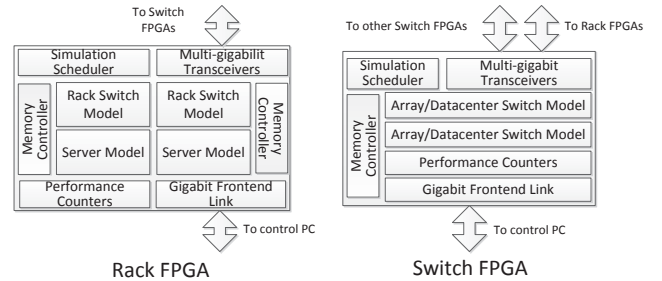 To Switch
FPGAs
Simulation
Scheduler
Multi-gigabilit
Transceivers
Memory
Controller
Rack Switch
Model
Rack Switch
Model
Memory
Controller
Server Model
Server Model
Performance
Counters
Gigabit Frontend
Link
To control PC
Rack FPGA
To other Switch FPGAs
To Rack FPGAs
Simulation
Scheduler
Multi-gigabit
Transceivers
Memory
Controller
Array/Datacenter Switch Model
Array/Datacenter Switch Model
Performance Counters
Gigabit Frontend Link
To control PC
Switch FPGA